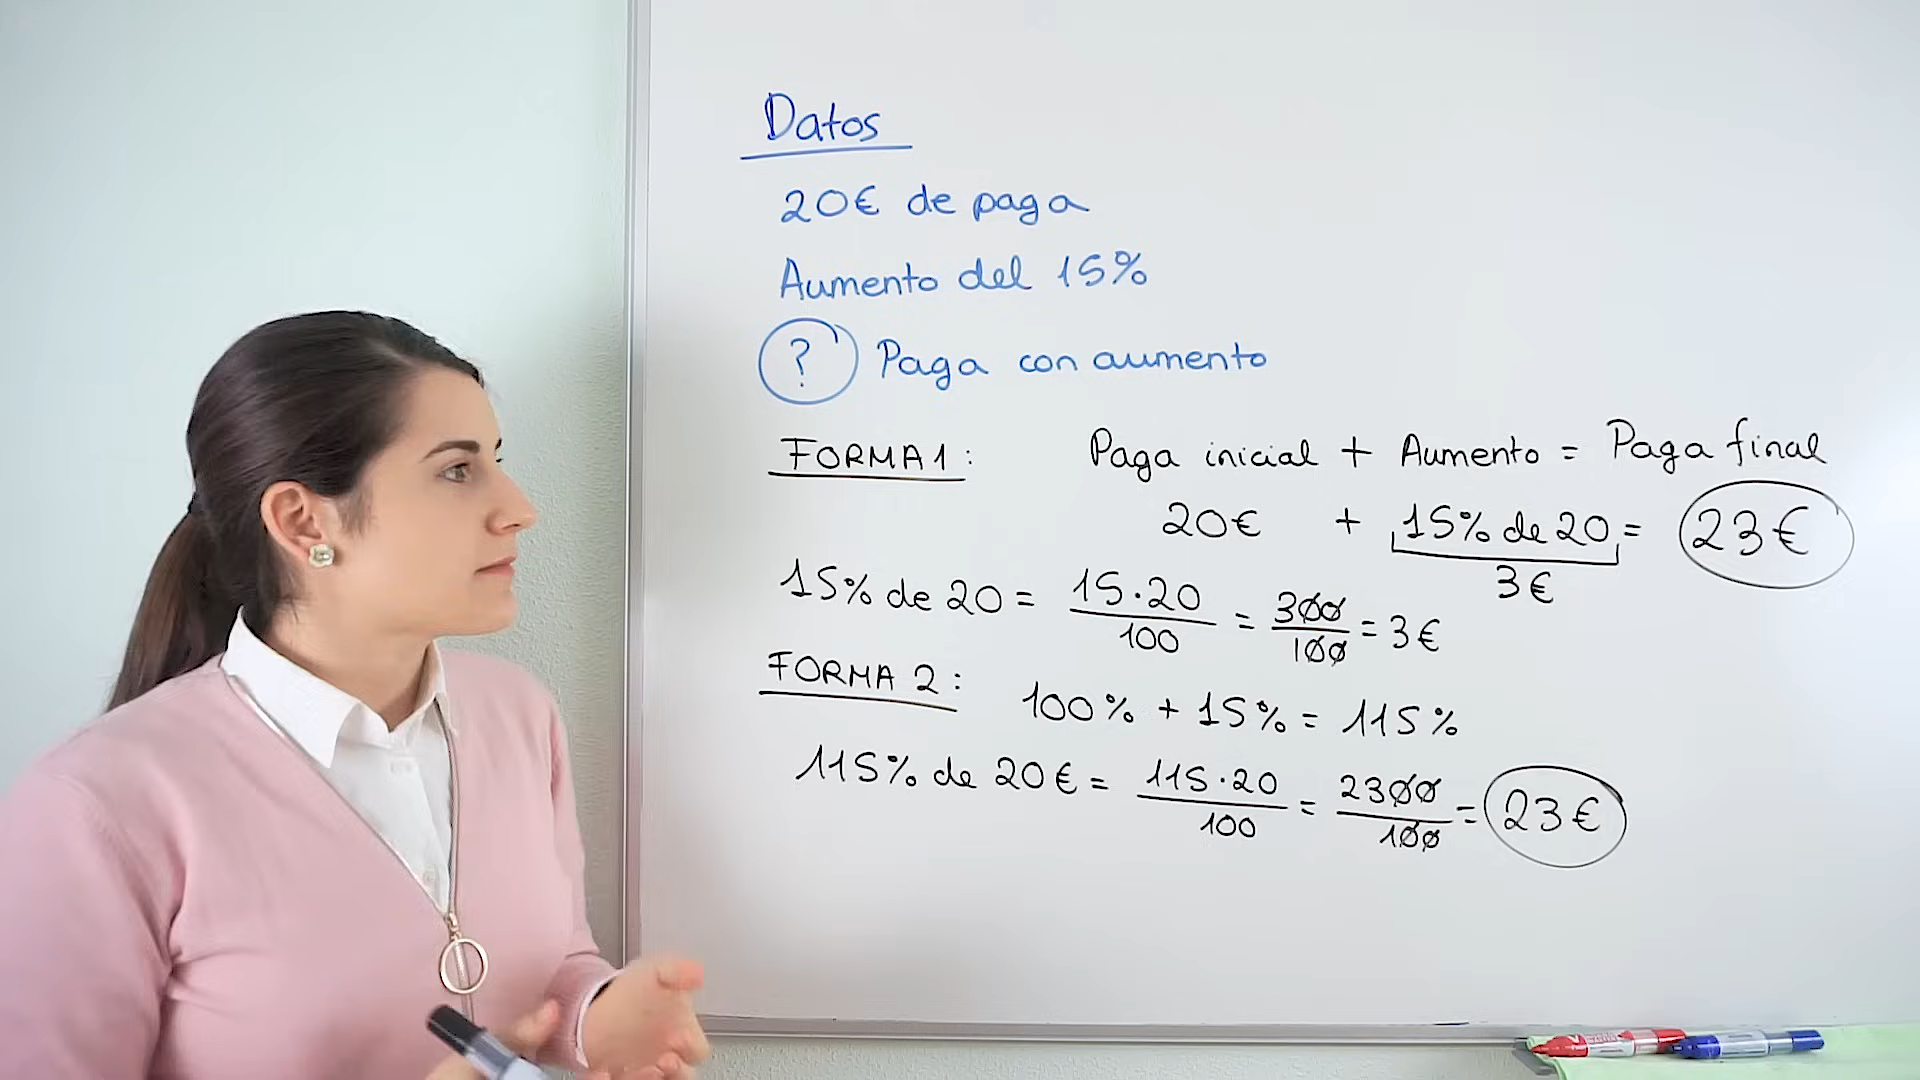 Datos
20€ de paga
Aumento del 15%
? Paga con aumento
FORMA 1: Paga inicial + Aumento = Paga final
20€ + 15% de 20 = 23€
3€
15% de 20 = 15·20/100 = 300/100 = 3€
FORMA 2: 100% + 15% = 115%
115% de 20€ = 115·20/100 = 2300/100 = 23€